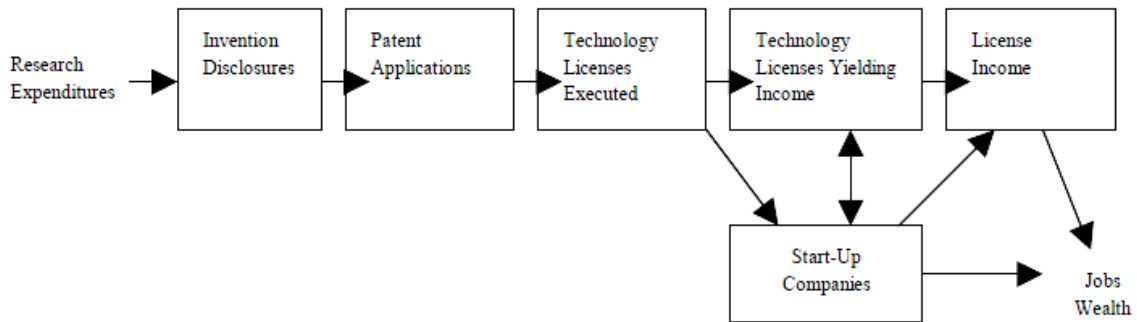 Research
Expenditures
Invention
Disclosures
Patent
Applications
Technology
Licenses
Executed
Technology
Licenses Yielding
Income
License
Income
Start-Up
Companies
Jobs
Wealth